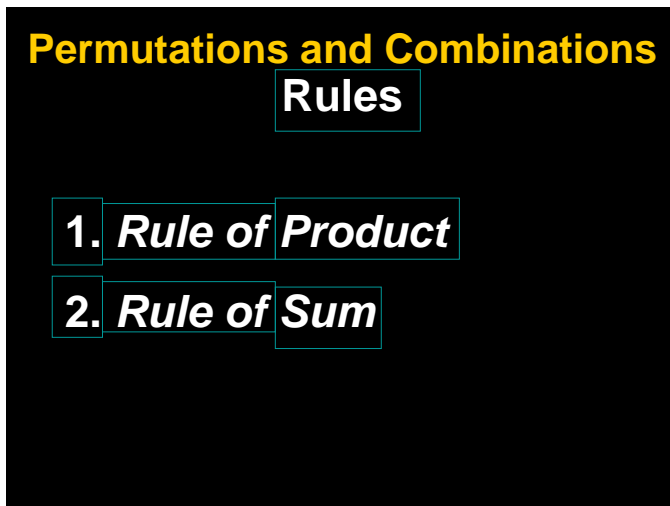 Permutations and Combinations
Rules
1. Rule of Product
2. Rule of Sum